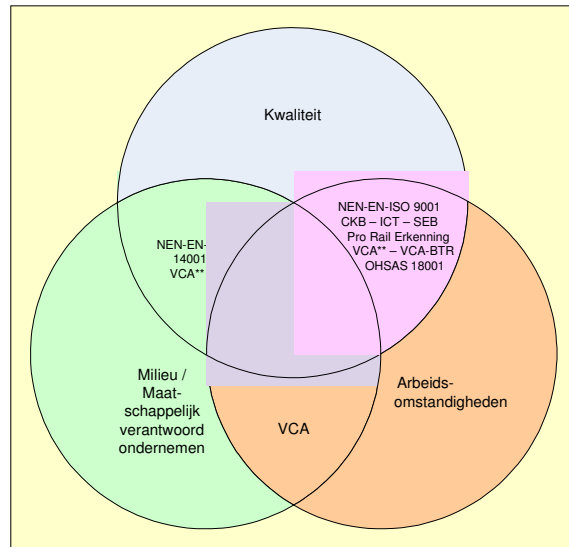 Kwaliteit
NEN-EN-ISO 9001
CKB – ICT – SEB
Pro Rail Erkenning
VCA** – VCA-BTR
OHSAS 18001
NEN-EN-
14001
VCA**
Milieu /
Maat-
schappelijk
verantwoord
ondernemen
Arbeids-
omstandigheden
VCA